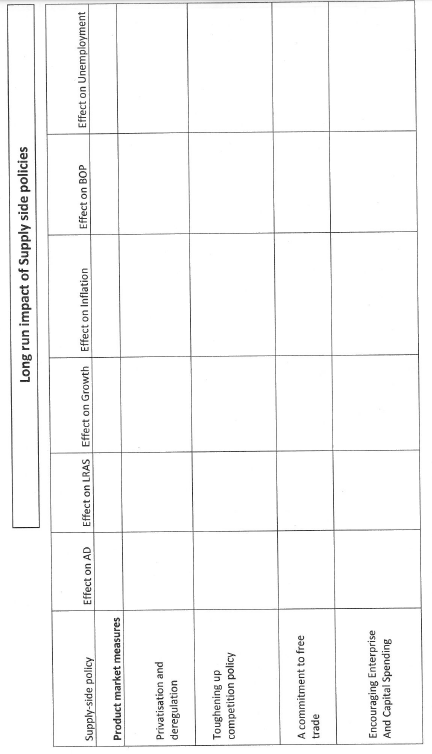 Long run impact of Supply side policies
Supply-side policy
Effect on AD
Effect on LRAS
Effect on Growth
Effect on Inflation
Effect on BOP
Effect on Unemployment
Product market measures
Privatisation and
deregulation
Toughening up
competition policy
A commitment to free
trade
Encouraging Enterprise
And Capital Spending